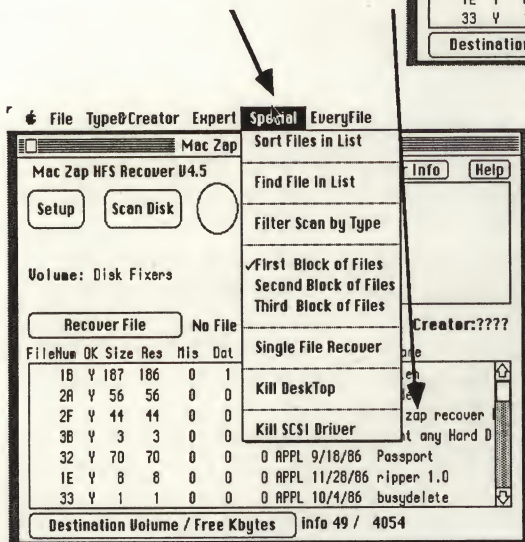 1E Y
33 Y
Destination
File Type&Creator Expert Special EveryFile
Mac Zap
Mac Zap HFS Recover V4.5
r Info) Help
Setup Scan Disk
Volume: Disk Fixers
Sort Files in List
Find File In List
Filter Scan by Type
✓First Block of Files
Second Block of Files
Third Block of Files
Single File Recover
Kill DeskTop
Kill SCSI Driver
Recover File No File Creator:????
FileNum OK Size Res Mis Dat
1B Y 187 186 0 1
2A Y 56 56 0 0
2F Y 44 44 0 0 zap recover
3B Y 3 3 0 0 t any Hard D
32 Y 70 70 0 0 0 APPL 9/18/86 Passport
1E Y 8 8 0 0 0 APPL 11/28/86 ripper 1.0
33 Y 1 1 0 0 0 APPL 10/4/86 busydelete
Destination Volume / Free Kbytes info 49 / 4054